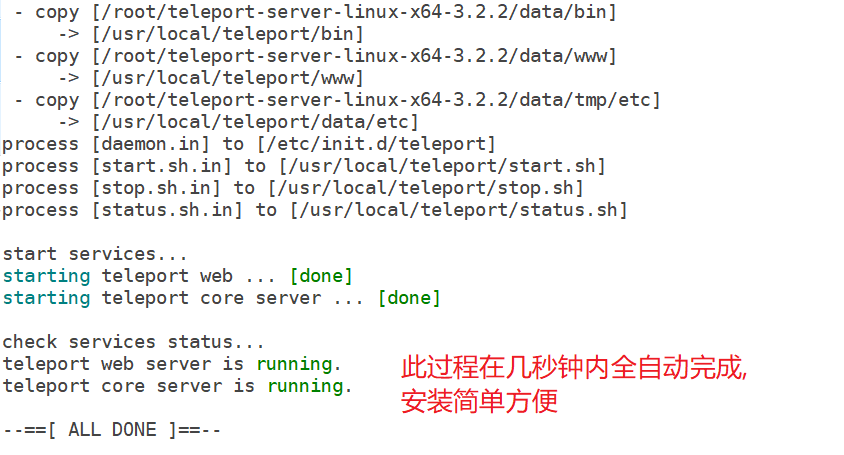 - copy [/root/teleport-server-linux-x64-3.2.2/data/bin]
-> [/usr/local/teleport/bin]
- copy [/root/teleport-server-linux-x64-3.2.2/data/www]
-> [/usr/local/teleport/www]
- copy [/root/teleport-server-linux-x64-3.2.2/data/tmp/etc]
-> [/usr/local/teleport/data/etc]
process [daemon.in] to [/etc/init.d/teleport]
process [start.sh.in] to [/usr/local/teleport/start.sh]
process [stop.sh.in] to [/usr/local/teleport/stop.sh]
process [status.sh.in] to [/usr/local/teleport/status.sh]
start services...
starting teleport web ... [done]
starting teleport core server ... [done]
check services status...
teleport web server is running.
teleport core server is running.
此过程在几秒钟内全自动完成,
安装简单方便
--==[ ALL DONE ]==--